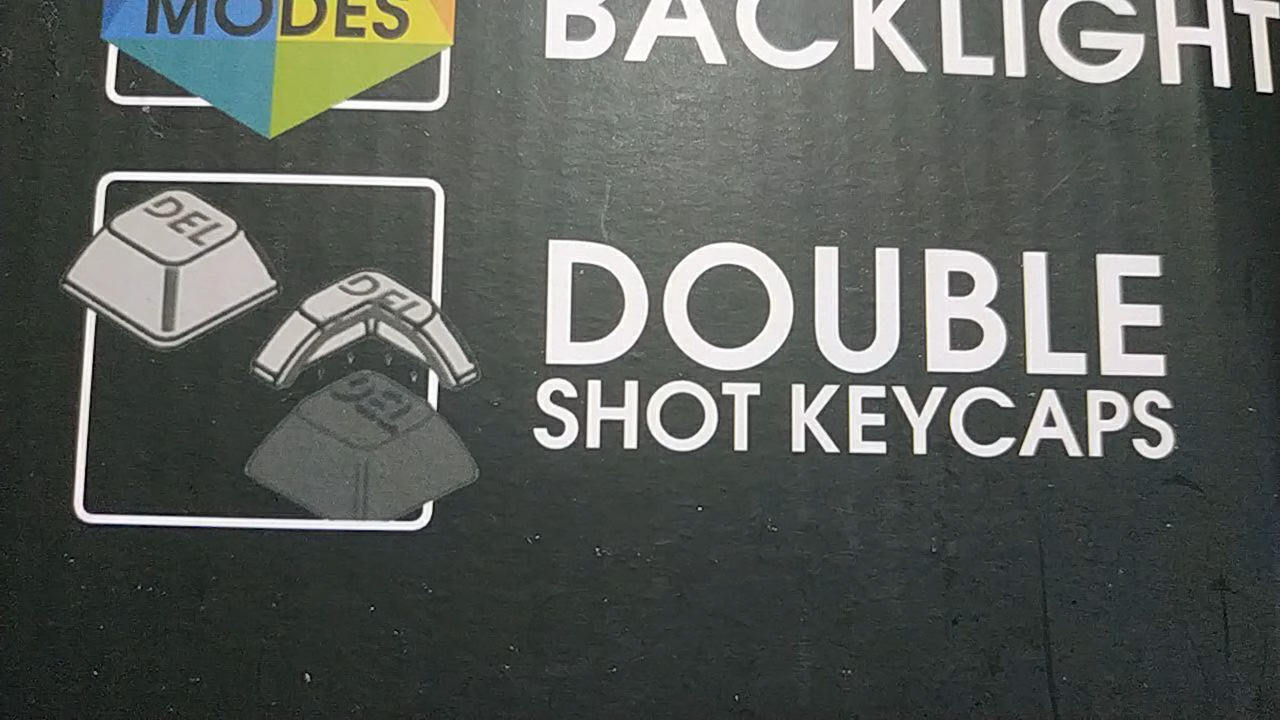 MODES
BACKLIGHT
DEL
DEL
DEL
DOUBLE
SHOT KEYCAPS